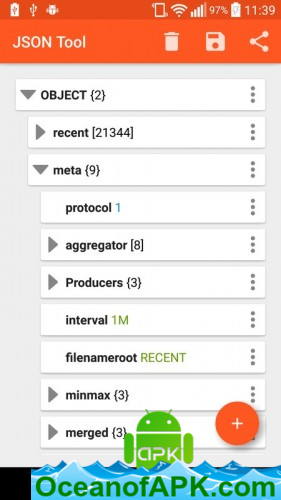 97% 11:39
JSON Tool
OBJECT {2}
recent [21344]
meta {9}
protocol 1
aggregator [8]
Producers {3}
interval 1M
filenameroot RECENT
minmax {3}
merged {3}
+
APK
OceanofAPK.com